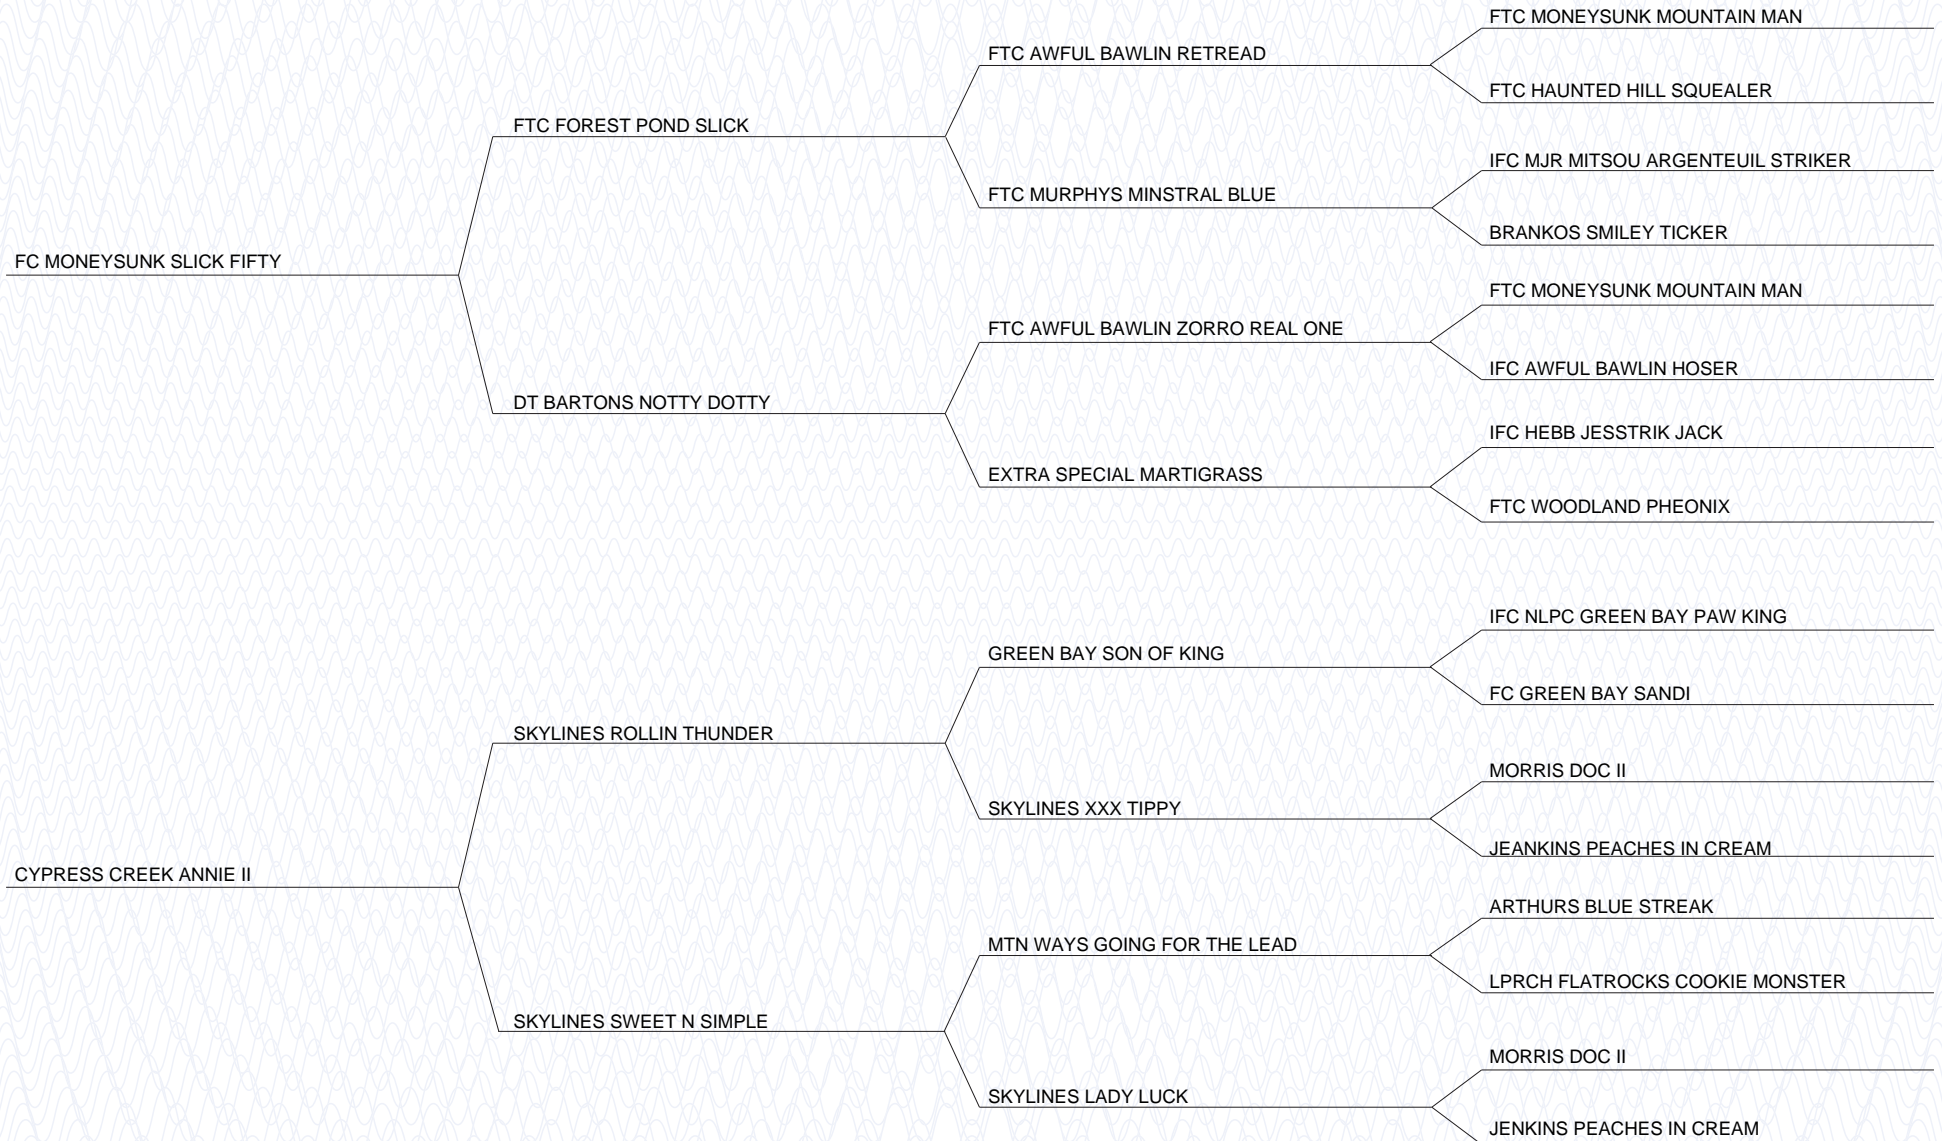 FTC MONEYSUNK MOUNTAIN MAN
FTC AWFUL BAWLIN RETREAD
FTC HAUNTED HILL SQUEALER
FTC FOREST POND SLICK
IFC MJR MITSOU ARGENTEUIL STRIKER
FTC MURPHYS MINSTRAL BLUE
BRANKOS SMILEY TICKER
FC MONEYSUNK SLICK FIFTY
FTC MONEYSUNK MOUNTAIN MAN
FTC AWFUL BAWLIN ZORRO REAL ONE
IFC AWFUL BAWLIN HOSER
DT BARTONS NOTTY DOTTY
IFC HEBB JESSTRIK JACK
EXTRA SPECIAL MARTIGRASS
FTC WOODLAND PHEONIX
IFC NLPC GREEN BAY PAW KING
GREEN BAY SON OF KING
FC GREEN BAY SANDI
SKYLINES ROLLIN THUNDER
MORRIS DOC II
SKYLINES XXX TIPPY
JEANKINS PEACHES IN CREAM
CYPRESS CREEK ANNIE II
ARTHURS BLUE STREAK
MTN WAYS GOING FOR THE LEAD
LPRCH FLATROCKS COOKIE MONSTER
SKYLINES SWEET N SIMPLE
MORRIS DOC II
SKYLINES LADY LUCK
JENKINS PEACHES IN CREAM